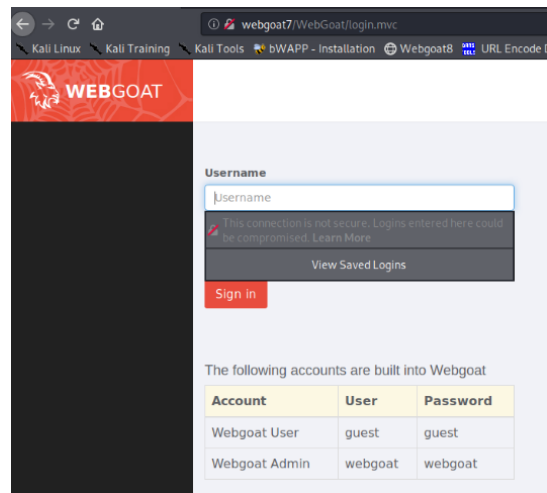 webgoat7/WebGoat/login.mvc
Kali Linux Kali Training Kali Tools bWAPP - Installation Webgoat8 URL Encode
WEBGOAT
Username
Username
This connection is not secure. Logins entered here could
be compromised. Learn More
View Saved Logins
Sign in
The following accounts are built into Webgoat
Account User Password
Webgoat User guest guest
Webgoat Admin webgoat webgoat